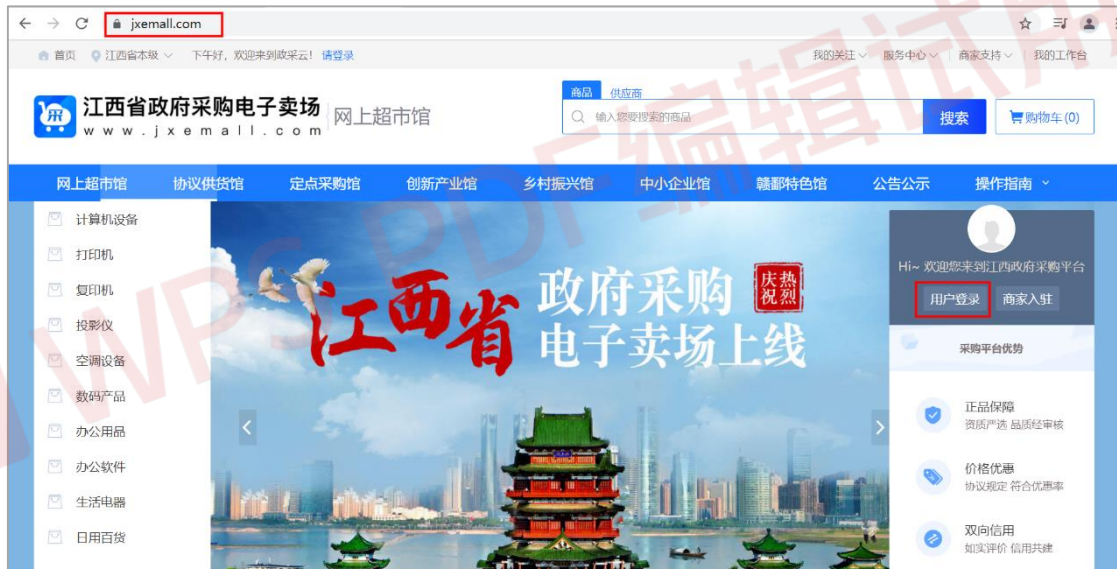 jxemall.com
首页 江西省本级 下午好，欢迎来到政采云！ 请登录 我的关注 服务中心 商家支持 我的工作台
商品 供应商
江西省政府采购电子卖场 网上超市馆
www.jxemall.com
输入您要搜索的商品 搜索 购物车(0)
网上超市馆 协议供货馆 定点采购馆 创新产业馆 乡村振兴馆 中小企业馆 赣鄱特色馆 公告公示 操作指南
计算机设备
打印机
复印机
投影仪
空调设备
数码产品
办公用品
办公软件
生活电器
日用百货
江西省 政府采购 热烈庆祝
电子卖场上线
Hi~ 欢迎您来到江西政府采购平台
用户登录 商家入驻
采购平台优势
正品保障
资质严选 品质经审核
价格优惠
协议规定 符合优惠率
双向信用
如实评价 信用共建
WPS PDF编辑试用